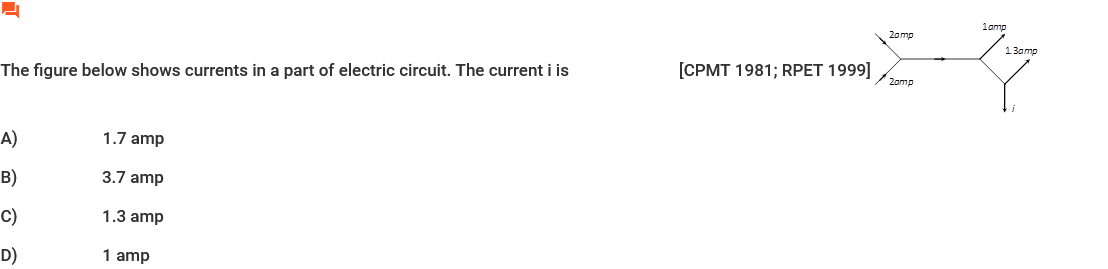 The figure below shows currents in a part of electric circuit. The current i is [CPMT 1981; RPET 1999]
2amp
1amp
1.3amp
2amp
i
A) 1.7 amp
B) 3.7 amp
C) 1.3 amp
D) 1 amp